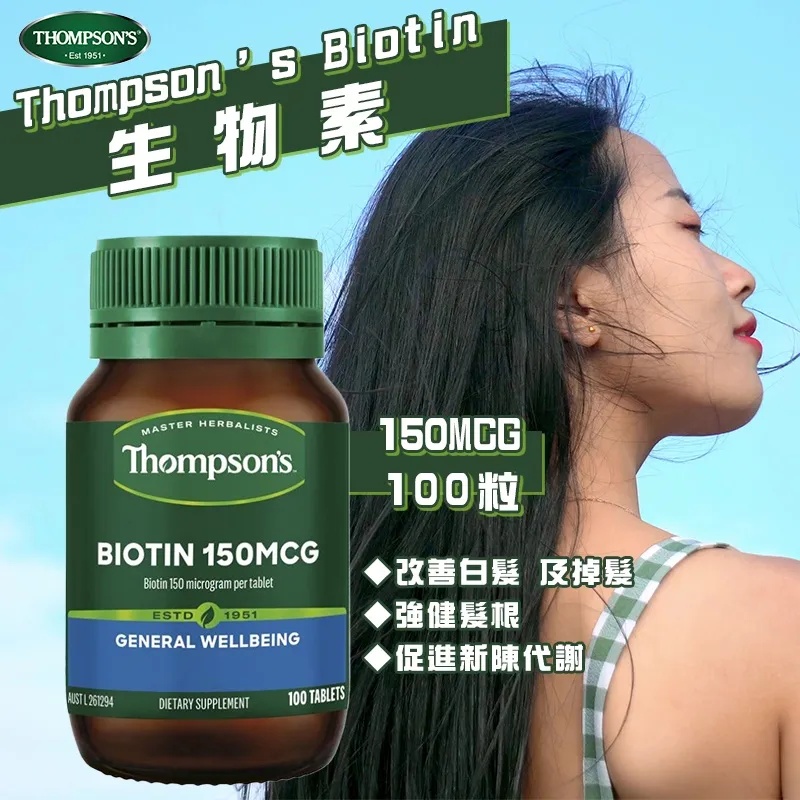 THOMPSON'S
Est 1951
Thompson's Biotin
生物素
MASTER HERBALISTS
Thompson's
BIOTIN 150MCG
Biotin 150 microgram per tablet
ESTD 1951
GENERAL WELLBEING
AUST L 261294
DIETARY SUPPLEMENT
100 TABLETS
150MCG
100粒
◆改善白髮 及掉髮
◆強健髮根
◆促進新陳代謝